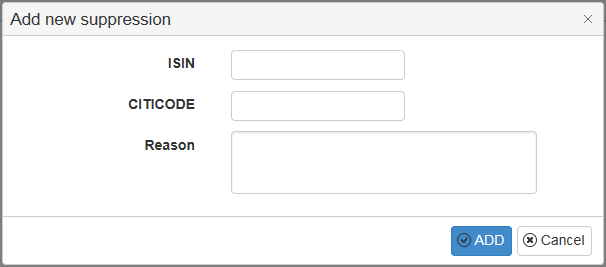 Add new suppression ×
ISIN
CITICODE
Reason
ADD Cancel